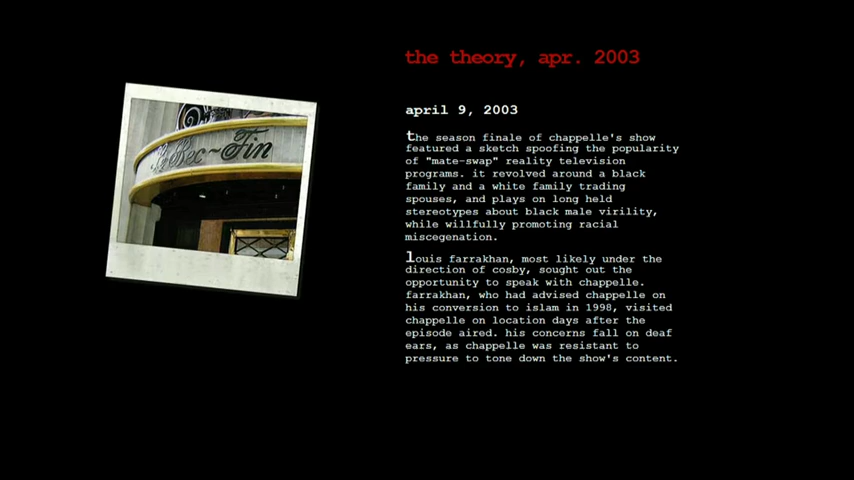 the theory, apr. 2003
Bec~Fin
april 9, 2003
the season finale of chappelle's show
featured a sketch spoofing the popularity
of "mate-swap" reality television
programs. it revolved around a black
family and a white family trading
spouses, and plays on long held
stereotypes about black male virility,
while willfully promoting racial
miscegenation.
louis farrakhan, most likely under the
direction of cosby, sought out the
opportunity to speak with chappelle.
farrakhan, who had advised chappelle on
his conversion to islam in 1998, visited
chappelle on location days after the
episode aired. his concerns fall on deaf
ears, as chappelle was resistant to
pressure to tone down the show's content.